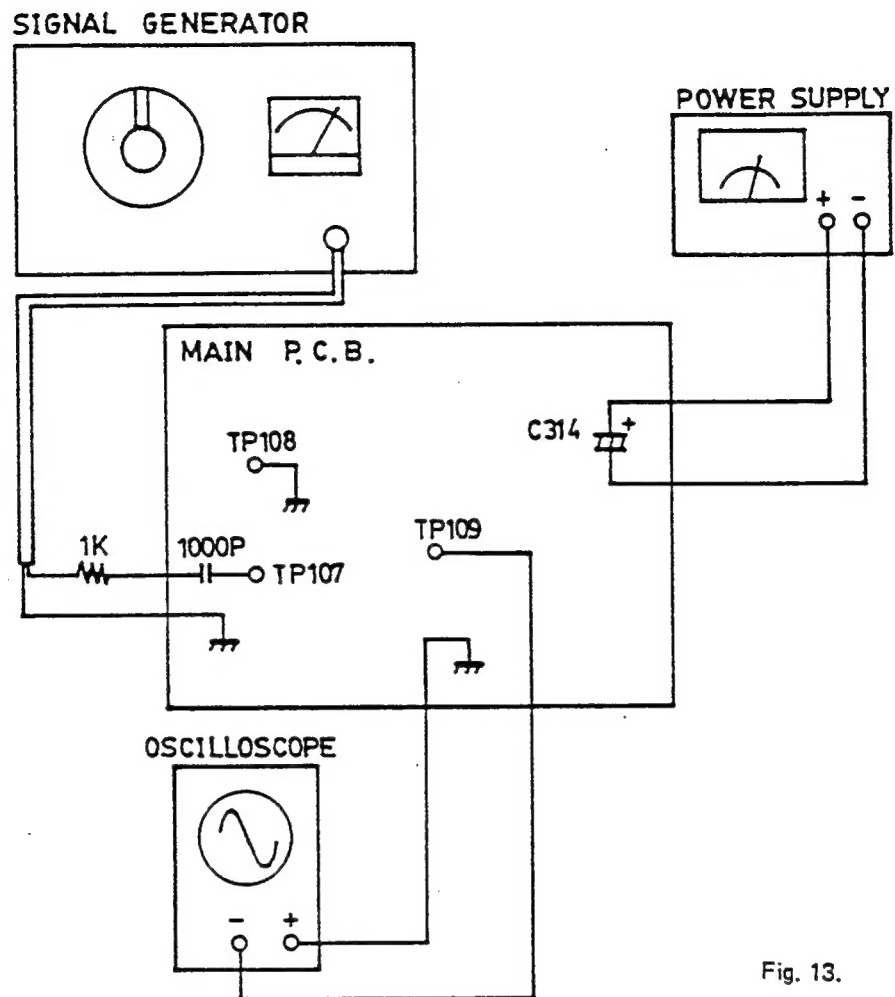 SIGNAL GENERATOR
POWER SUPPLY
+ -
MAIN P.C.B.
C314 +
TP108
TP109
1K 1000P
TP107
OSCILLOSCOPE
- +
Fig. 13.